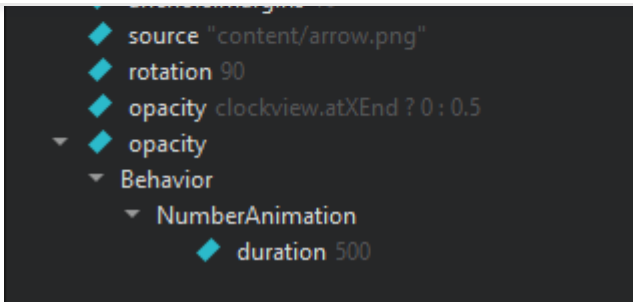 source "content/arrow.png"
rotation 90
opacity clockview.atXEnd ? 0 : 0.5
opacity
Behavior
NumberAnimation
duration 500